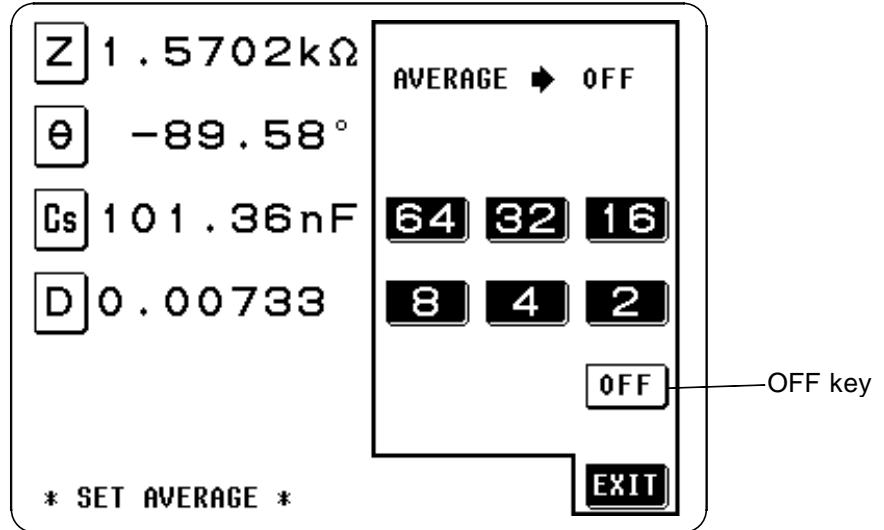 Z 1.5702kΩ
θ -89.58°
Cs 101.36nF
D 0.00733
* SET AVERAGE *
AVERAGE ➧ OFF
64 32 16
8 4 2
OFF
EXIT
OFF key